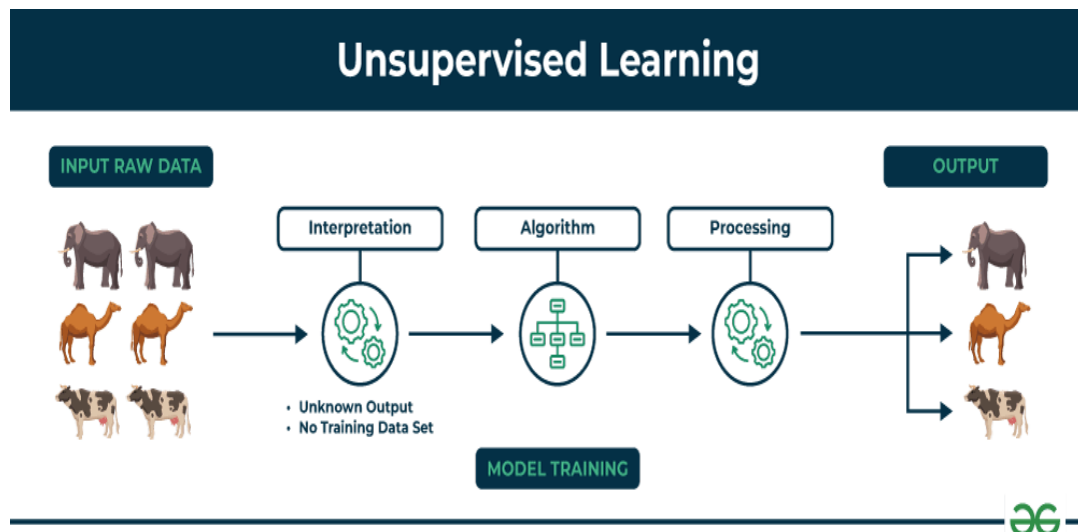 Unsupervised Learning
INPUT RAW DATA
OUTPUT
Interpretation
Algorithm
Processing
• Unknown Output
• No Training Data Set
MODEL TRAINING